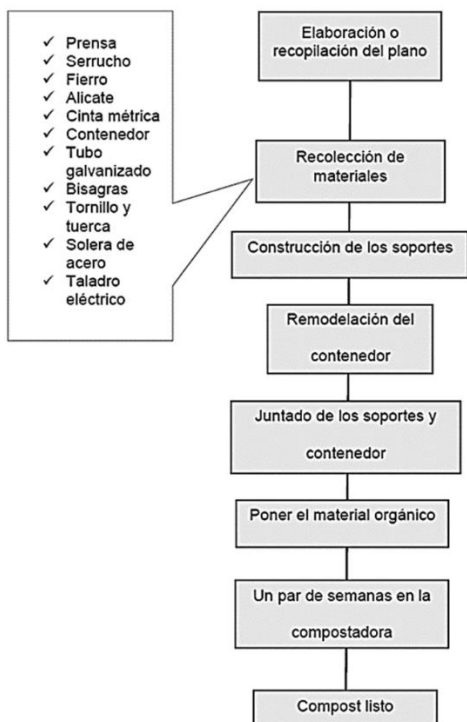 Prensa
Serrucho
Fierro
Alicate
Cinta métrica
Contenedor
Tubo
galvanizado
Bisagras
Tornillo y
tuerca
Solera de
acero
Taladro
eléctrico
Elaboración o
recopilación del plano
Recolección de
materiales
Construcción de los soportes
Remodelación del
contenedor
Juntado de los soportes y
contenedor
Poner el material orgánico
Un par de semanas en la
compostadora
Compost listo